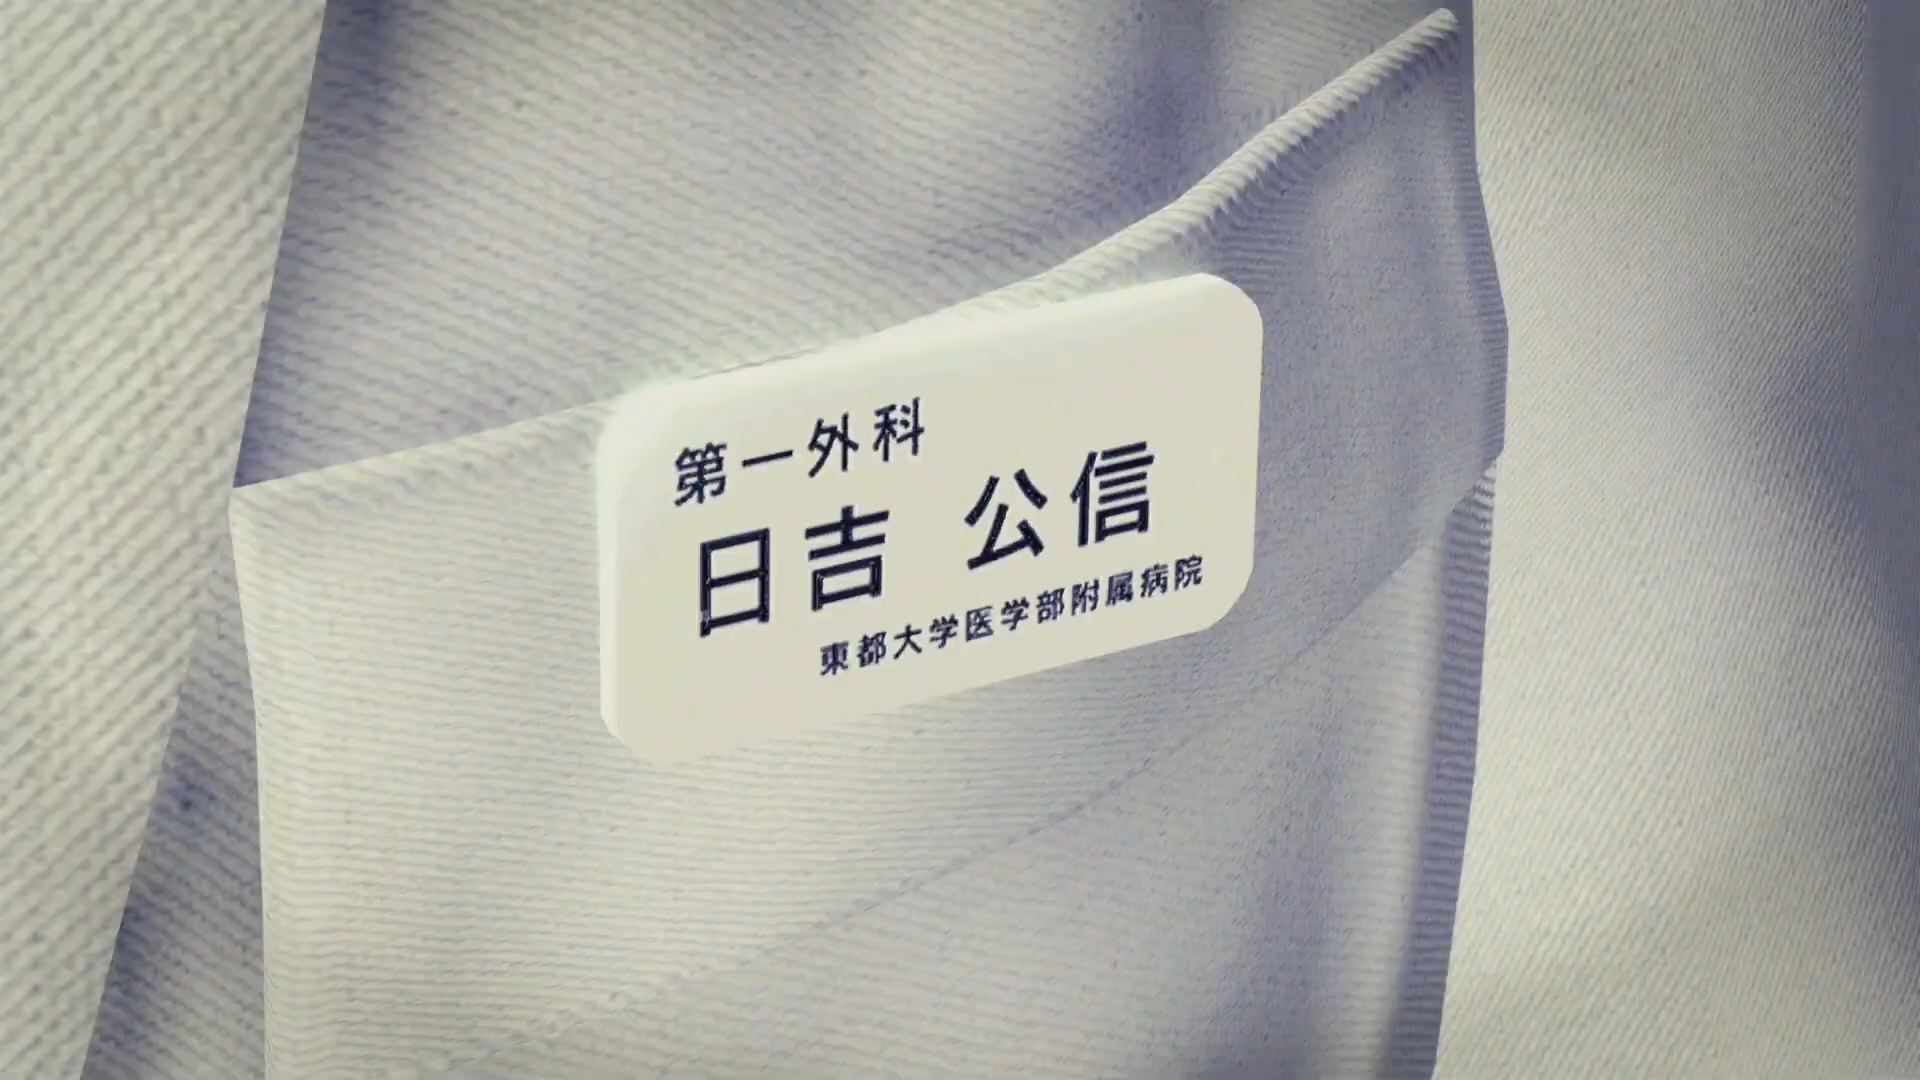 第一外科
日吉 公信
東都大学医学部附属病院